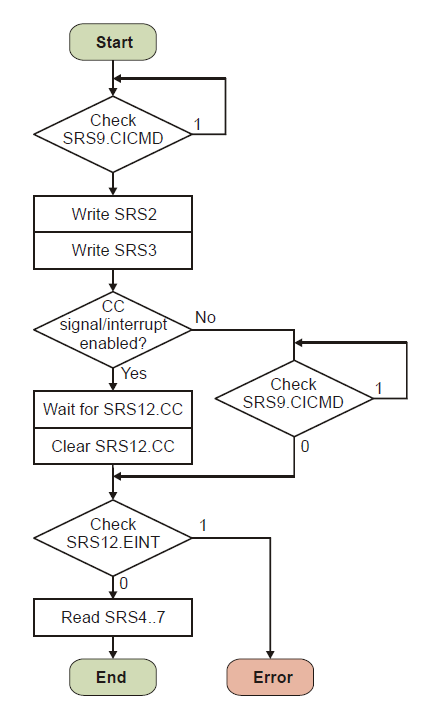 Start
Check
SRS9.CICMD
1
Write SRS2
Write SRS3
CC
signal/interrupt
enabled?
No
Yes
Check
SRS9.CICMD
1
0
Wait for SRS12.CC
Clear SRS12.CC
Check
SRS12.EINT
1
0
Read SRS4..7
End
Error